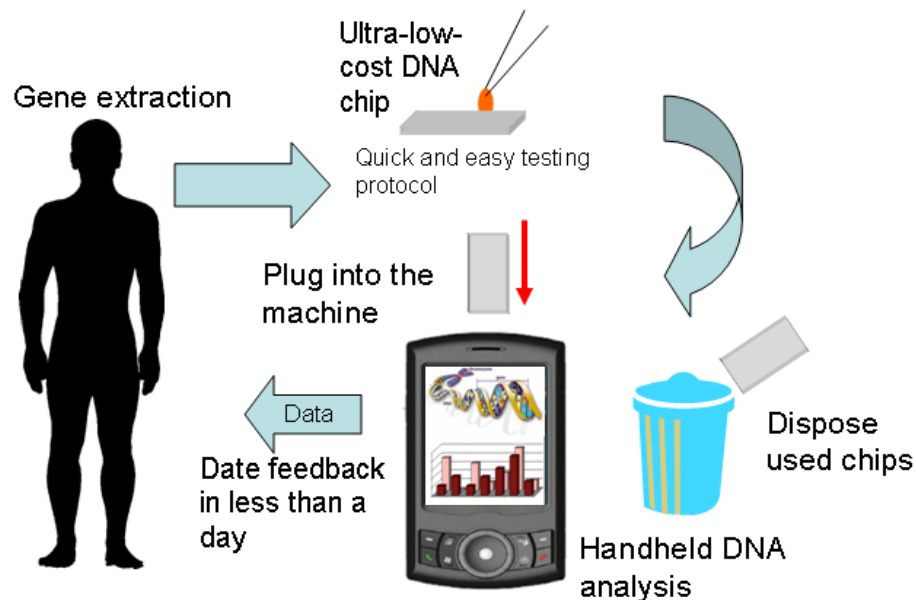 Gene extraction
Ultra-low-
cost DNA
chip
Quick and easy testing
protocol
Plug into the
machine
Data
Date feedback
in less than a
day
Dispose
used chips
Handheld DNA
analysis